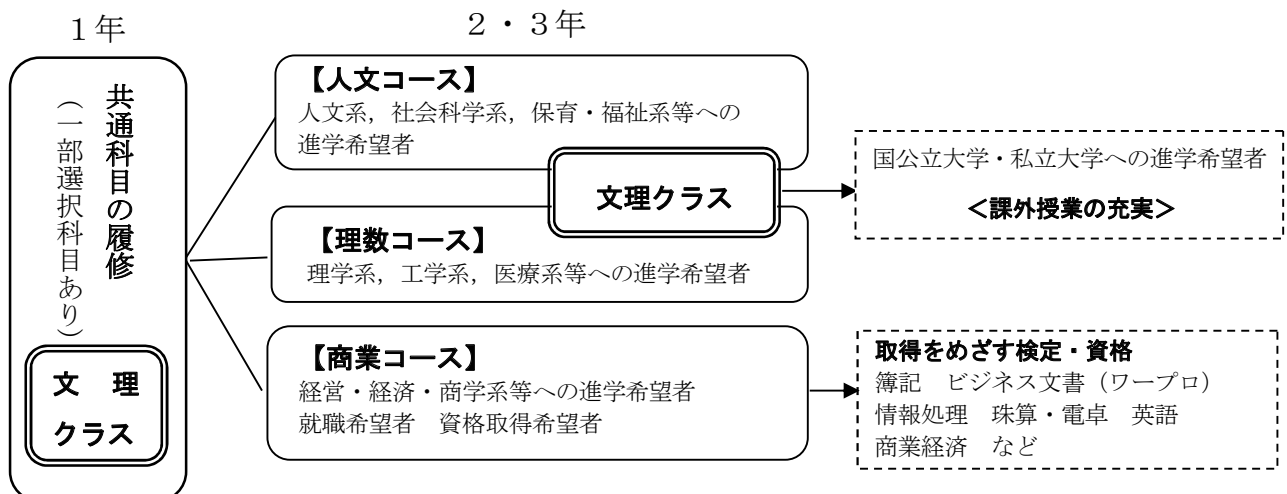 １年
共通科目の履修
（一部選択科目あり）
文　理
クラス
２・３年
【人文コース】
人文系，社会科学系，保育・福祉系等への
進学希望者
文理クラス
【理数コース】
理学系，工学系，医療系等への進学希望者
【商業コース】
経営・経済・商学系等への進学希望者
就職希望者　資格取得希望者
国公立大学・私立大学への進学希望者
＜課外授業の充実＞
取得をめざす検定・資格
簿記　ビジネス文書（ワープロ）
情報処理　珠算・電卓　英語
商業経済　など